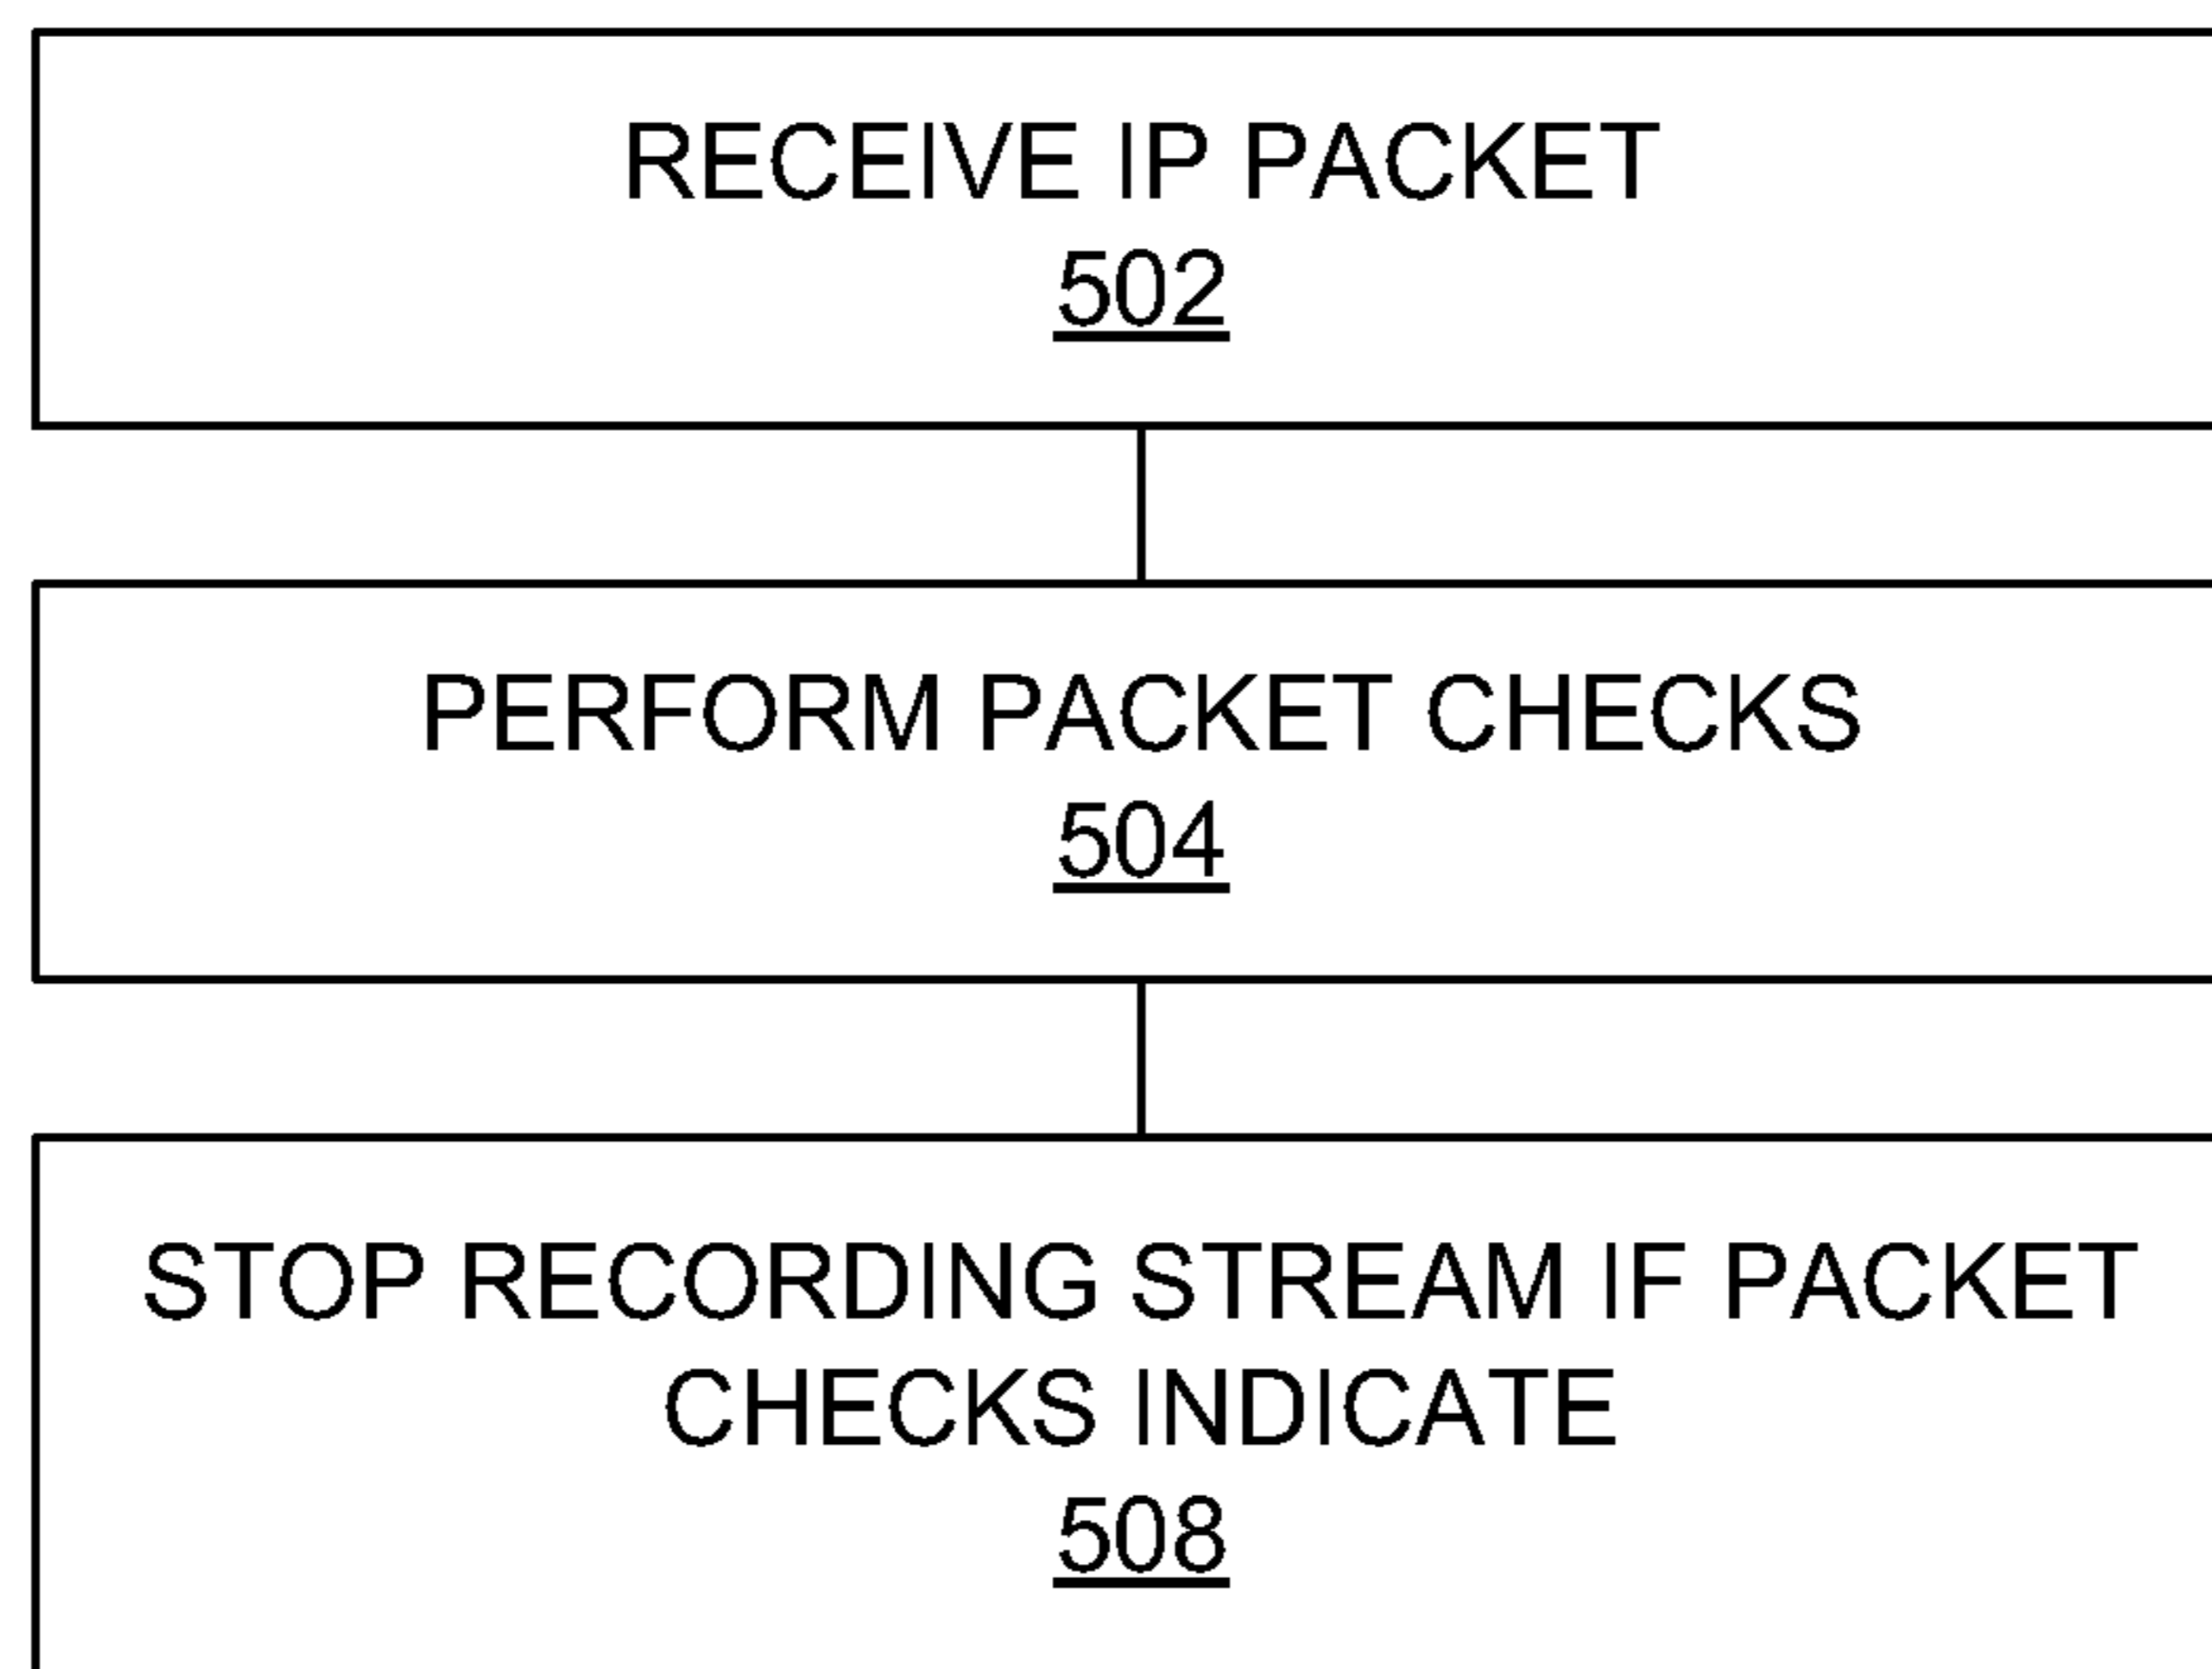 RECEIVE IP PACKET
502
PERFORM PACKET CHECKS
504
STOP RECORDING STREAM IF PACKET
CHECKS INDICATE
508